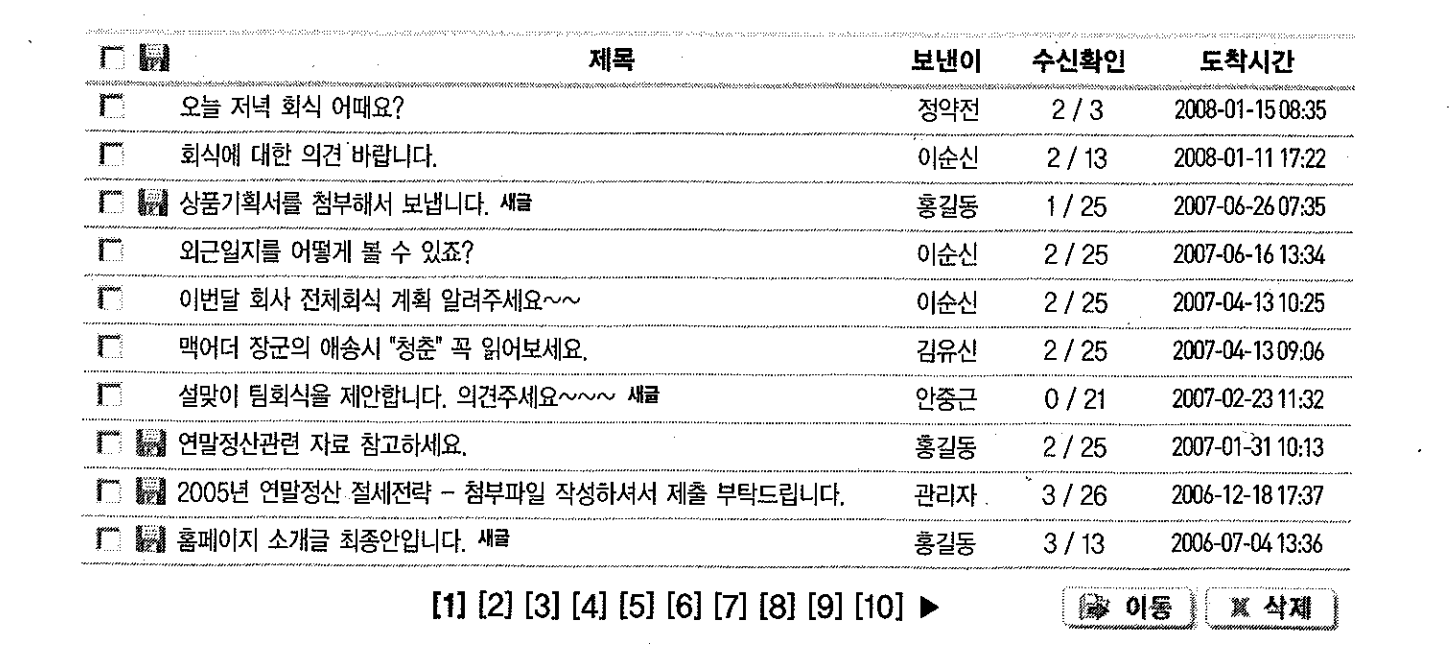 제목 보낸이 수신확인 도착시간
오늘 저녁 회식 어때요? 정약전 2 / 3 2008-01-15 08:35
회식에 대한 의견 바랍니다. 이순신 2 / 13 2008-01-11 17:22
상품기획서를 첨부해서 보냅니다. 새글 홍길동 1 / 25 2007-06-26 07:35
외근일지를 어떻게 볼 수 있죠? 이순신 2 / 25 2007-06-16 13:34
이번달 회사 전체회식 계획 알려주세요~~ 이순신 2 / 25 2007-04-13 10:25
맥어더 장군의 애송시 "청춘" 꼭 읽어보세요. 김유신 2 / 25 2007-04-13 09:06
설맞이 팀회식을 제안합니다. 의견주세요~~~ 새글 안중근 0 / 21 2007-02-23 11:32
연말정산관련 자료 참고하세요. 홍길동 2 / 25 2007-01-31 10:13
2005년 연말정산 절세전략 - 첨부파일 작성하셔서 제출 부탁드립니다. 관리자 3 / 26 2006-12-18 17:37
홈페이지 소개글 최종안입니다. 새글 홍길동 3 / 13 2006-07-04 13:36
[1] [2] [3] [4] [5] [6] [7] [8] [9] [10] ▶ 이동 삭제